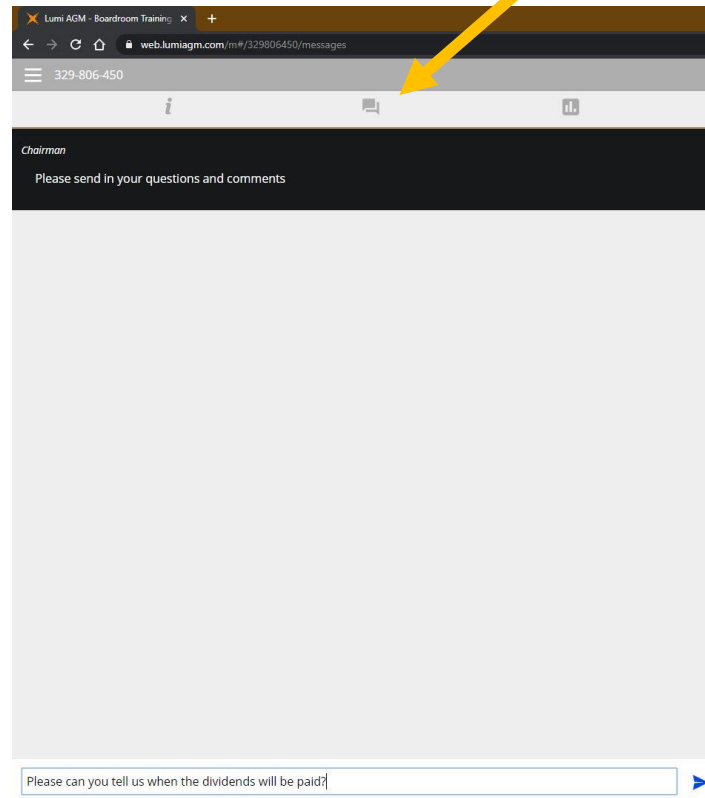 Lumi AGM - Boardroom Training
web.lumiagm.com/m#/329806450/messages
329-806-450
i
Chairman
Please send in your questions and comments
Please can you tell us when the dividends will be paid?